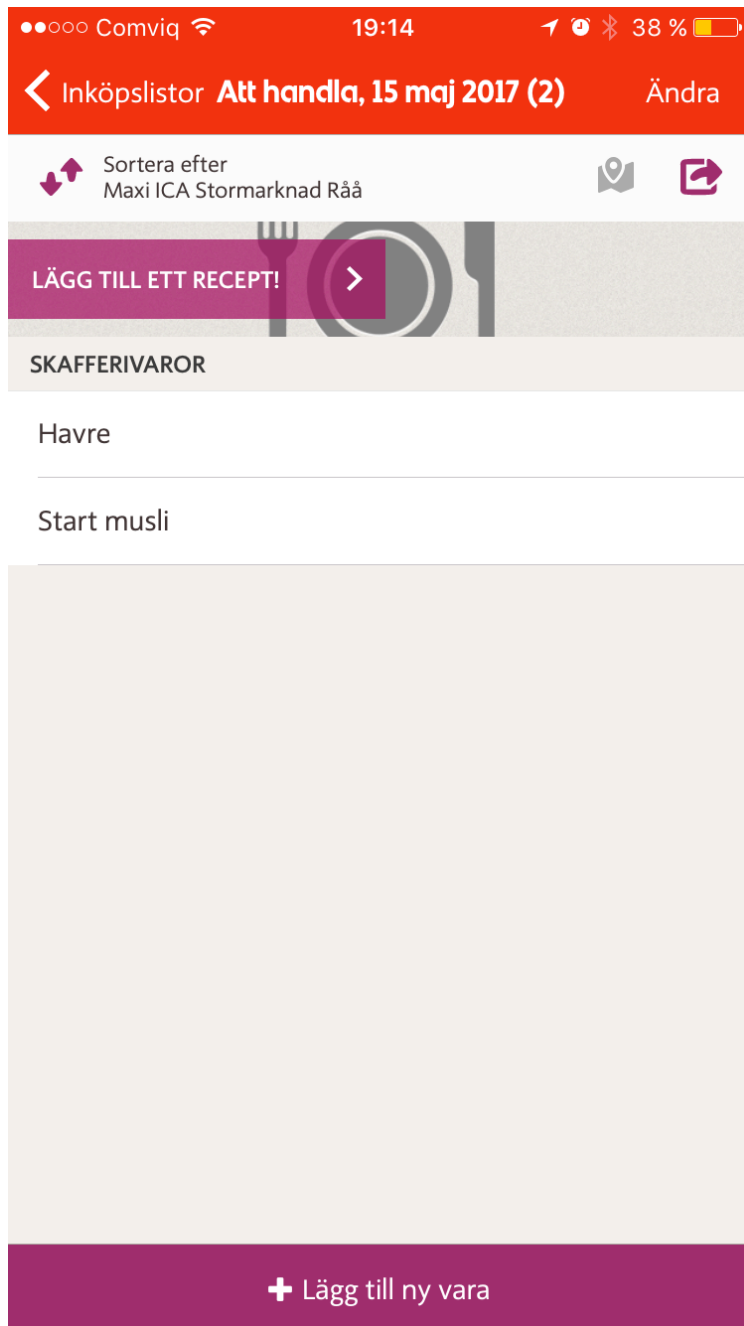 Comviq 19:14 38 %
Inköpslistor Att handla, 15 maj 2017 (2) Ändra
Sortera efter
Maxi ICA Stormarknad Råå
LÄGG TILL ETT RECEPT!
SKAFFERIVAROR
Havre
Start musli
Lägg till ny vara